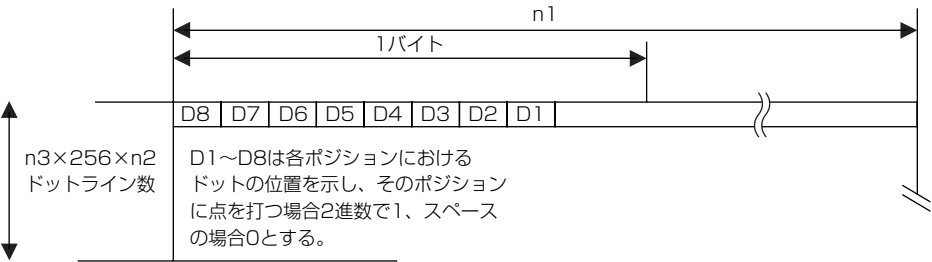 n1
1バイト
D8 D7 D6 D5 D4 D3 D2 D1
n3×256×n2
ドットライン数
D1～D8は各ポジションにおける
ドットの位置を示し、そのポジション
に点を打つ場合2進数で1、スペース
の場合0とする。